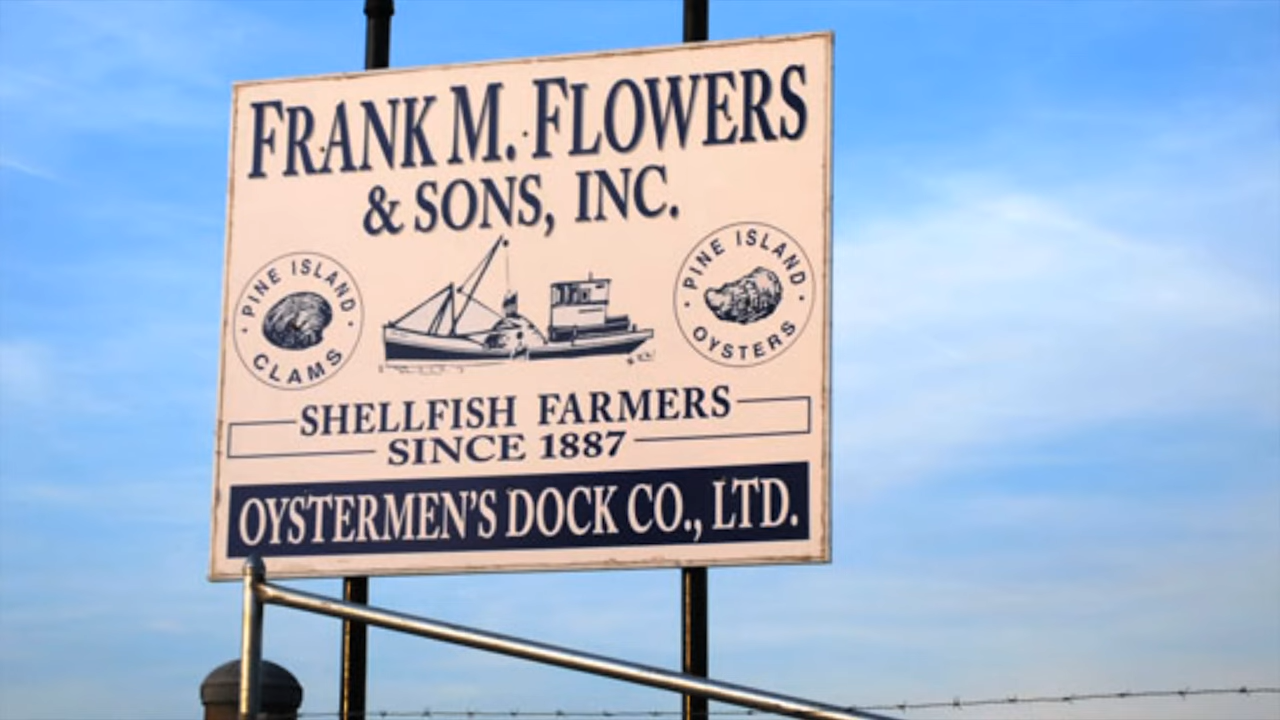 FRANK M. FLOWERS
& SONS, INC.
PINE ISLAND
CLAMS
PINE ISLAND
OYSTERS
SHELLFISH FARMERS
SINCE 1887
OYSTERMEN'S DOCK CO., LTD.